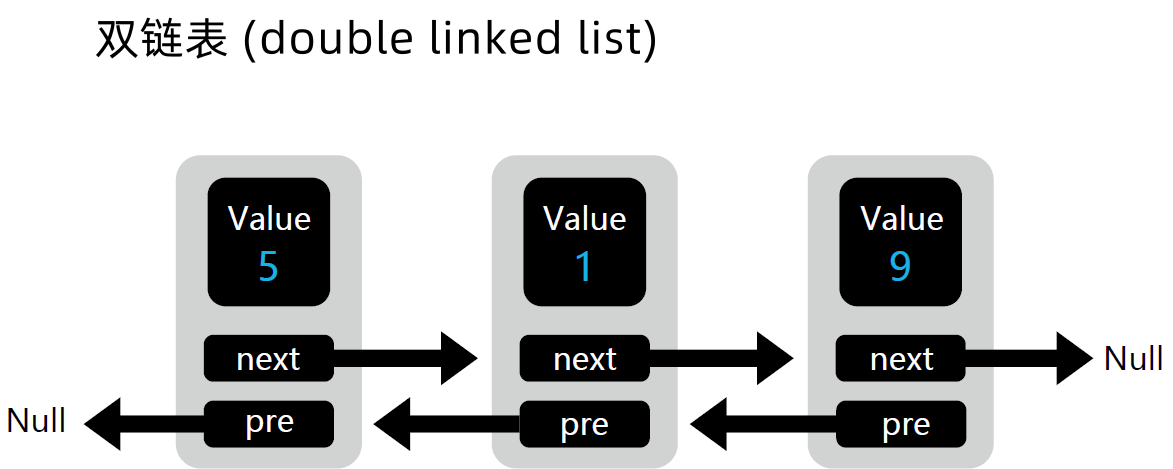 双链表 (double linked list)
Value
5
Value
1
Value
9
next
next
next
Null
Null
pre
pre
pre